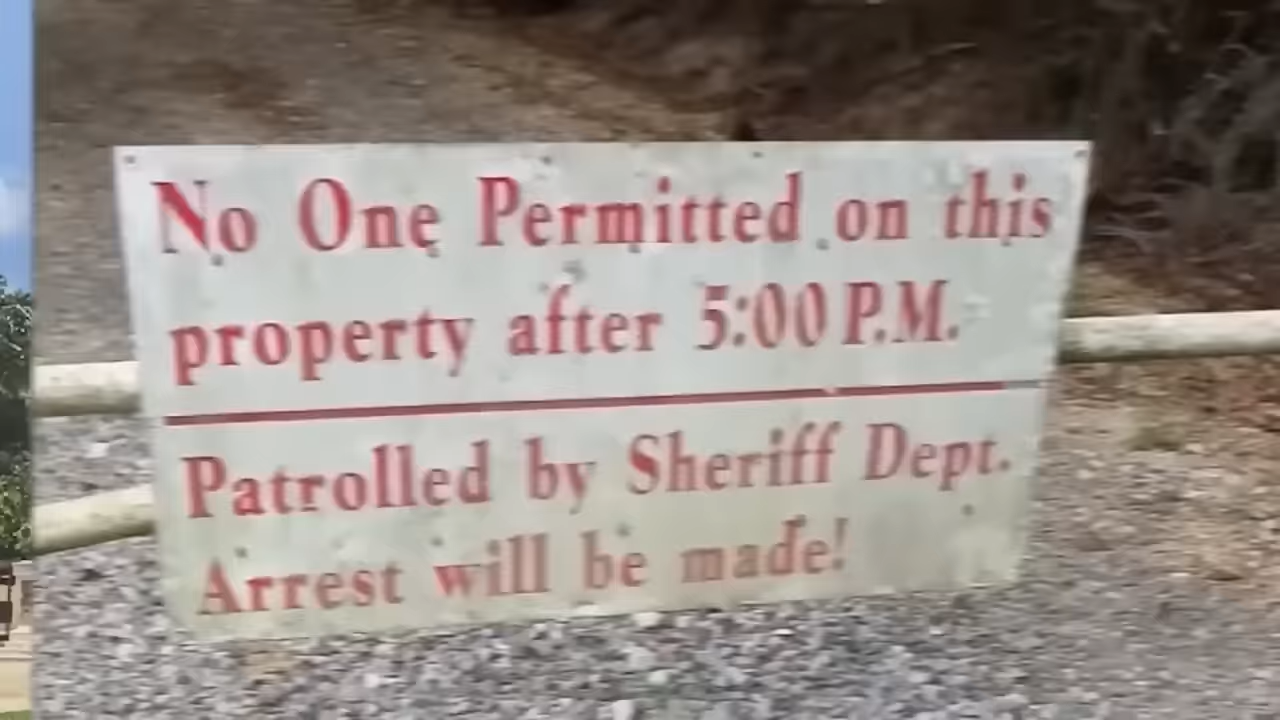 No One Permitted on this
property after 5:00 P.M.
Patrolled by Sheriff Dept.
Arrest will be made!